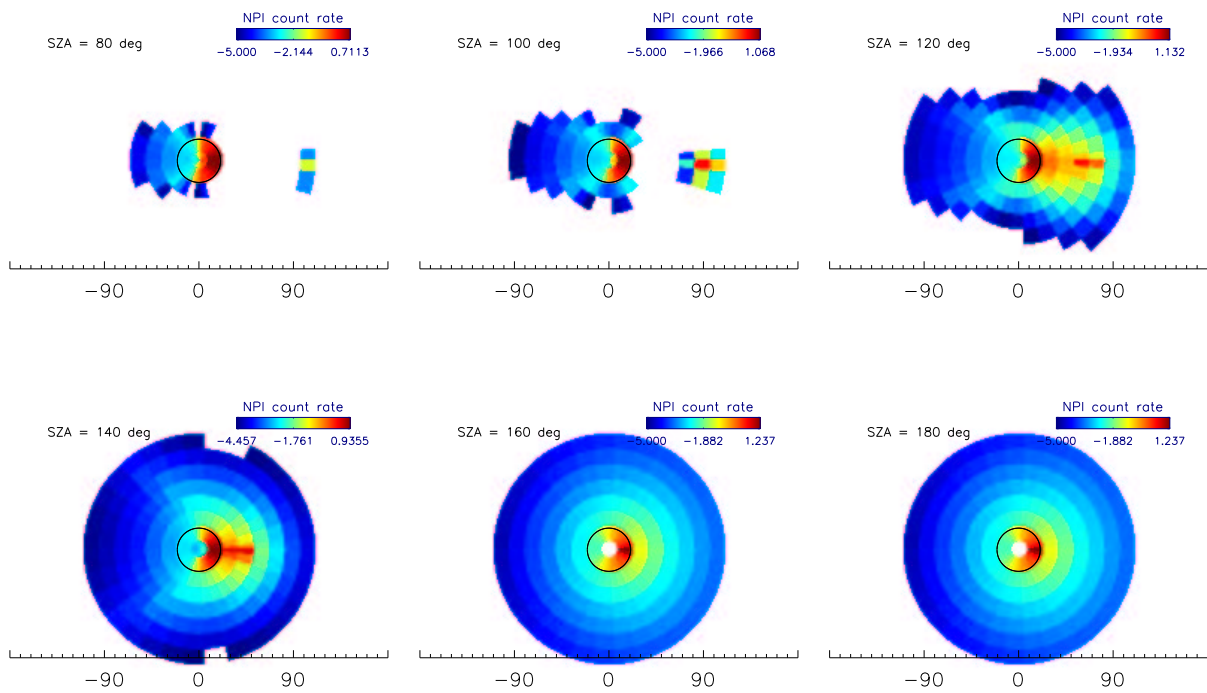 NPI count rate
SZA = 80 deg
-5.000 -2.144 0.7113
-90 0 90
NPI count rate
SZA = 100 deg
-5.000 -1.966 1.068
-90 0 90
NPI count rate
SZA = 120 deg
-5.000 -1.934 1.132
-90 0 90
NPI count rate
SZA = 140 deg
-4.457 -1.761 0.9355
-90 0 90
NPI count rate
SZA = 160 deg
-5.000 -1.882 1.237
-90 0 90
NPI count rate
SZA = 180 deg
-5.000 -1.882 1.237
-90 0 90